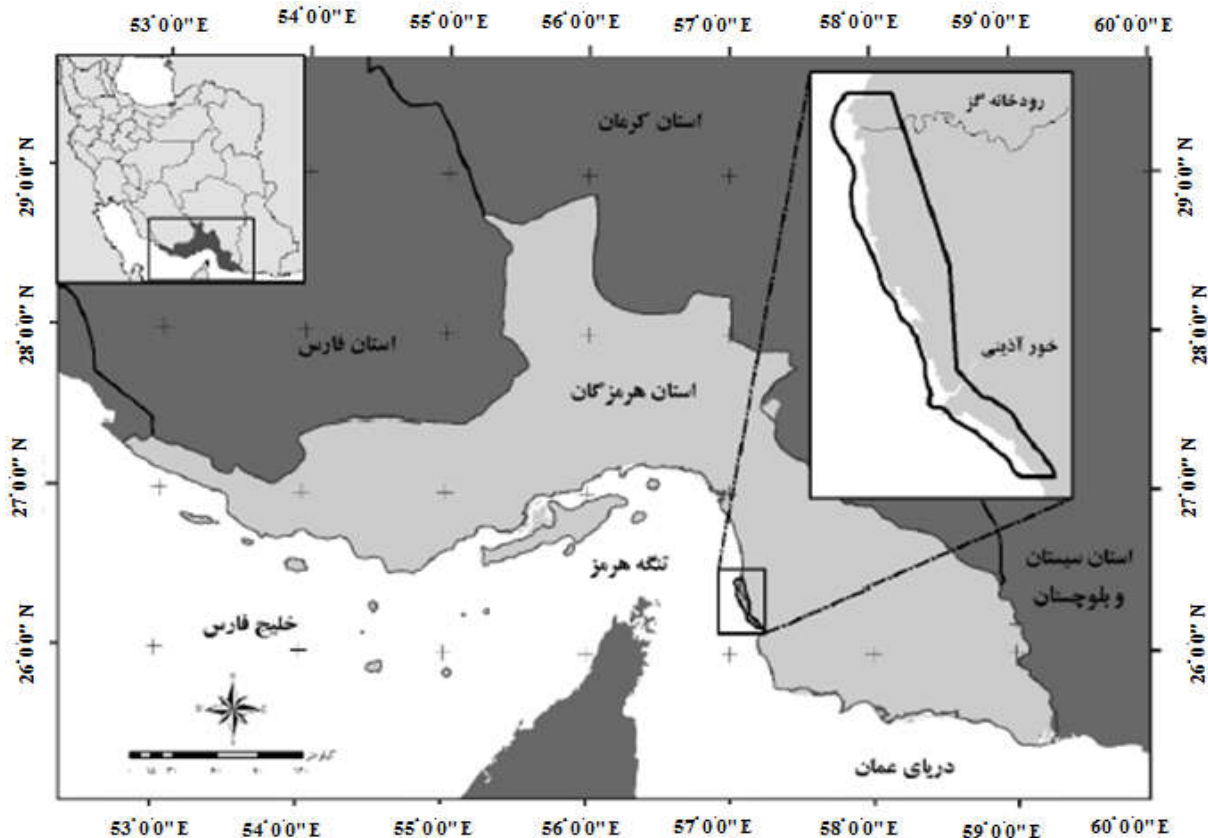 53°0'0"E 54°0'0"E 55°0'0"E 56°0'0"E 57°0'0"E 58°0'0"E 59°0'0"E 60°0'0"E
رودخانه گز
استان کرمان
29°0'0" N
29°0'0" N
28°0'0" N
28°0'0" N
استان فارس
خور آذینی
استان هرمزگان
27°0'0" N
27°0'0" N
تنگه هرمز
استان سیستان
و بلوچستان
خلیج فارس
26°0'0" N
26°0'0" N
دریای عمان
53°0'0"E 54°0'0"E 55°0'0"E 56°0'0"E 57°0'0"E 58°0'0"E 59°0'0"E 60°0'0"E